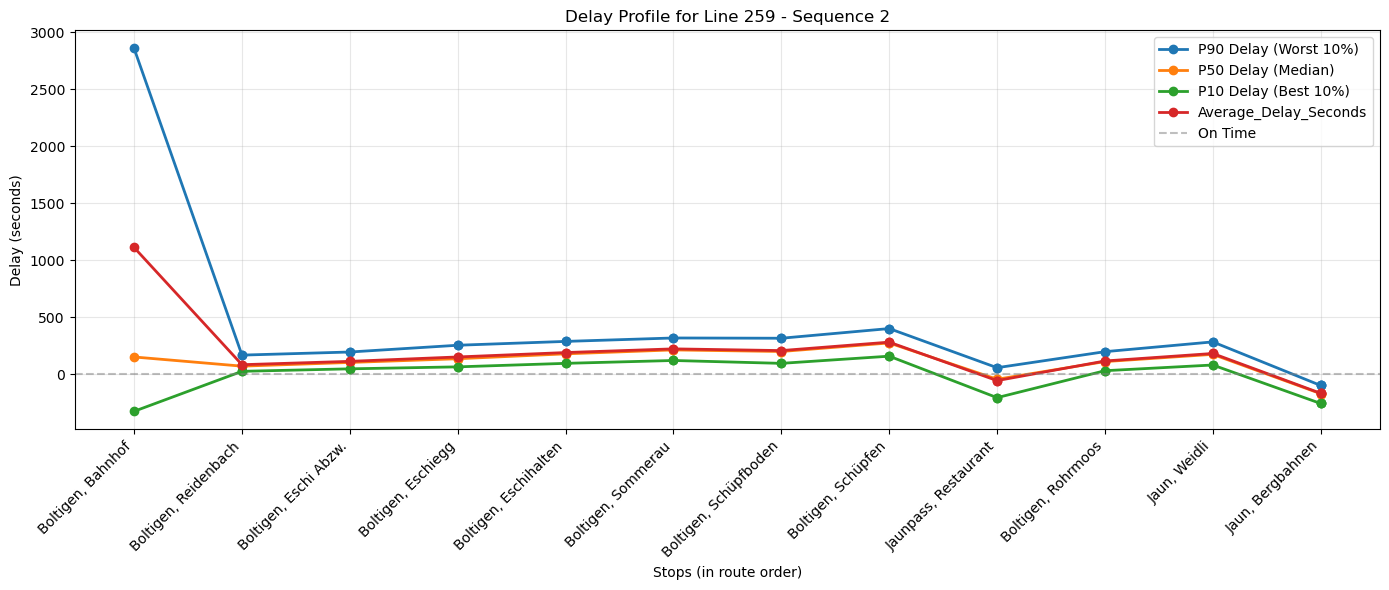 Delay Profile for Line 259 - Sequence 2
P90 Delay (Worst 10%)
P50 Delay (Median)
P10 Delay (Best 10%)
Average_Delay_Seconds
On Time
Delay (seconds)
3000
2500
2000
1500
1000
500
0
Boltigen, Bahnhof
Boltigen, Reidenbach
Boltigen, Eschi Abzw.
Boltigen, Eschiegg
Boltigen, Eschihalten
Boltigen, Sommerau
Boltigen, Schüpfboden
Boltigen, Schüpfen
Jaunpass, Restaurant
Boltigen, Rohrmoos
Jaun, Weidli
Jaun, Bergbahnen
Stops (in route order)